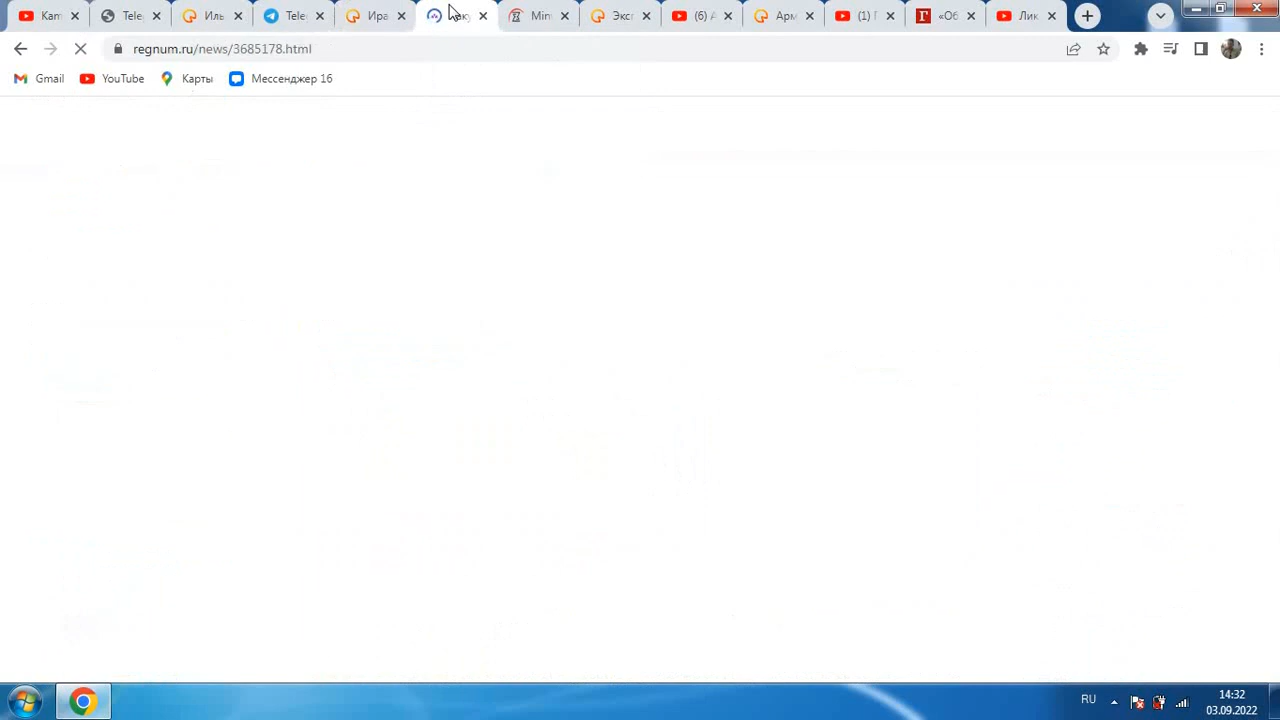 Kam
Tele
Иль
Tele
Ира
Min
Экс
(6) A
Арм
(1) Г
«Об
Лик
regnum.ru/news/3685178.html
Gmail
YouTube
Карты
Мессенджер 16
RU
14:32
03.09.2022